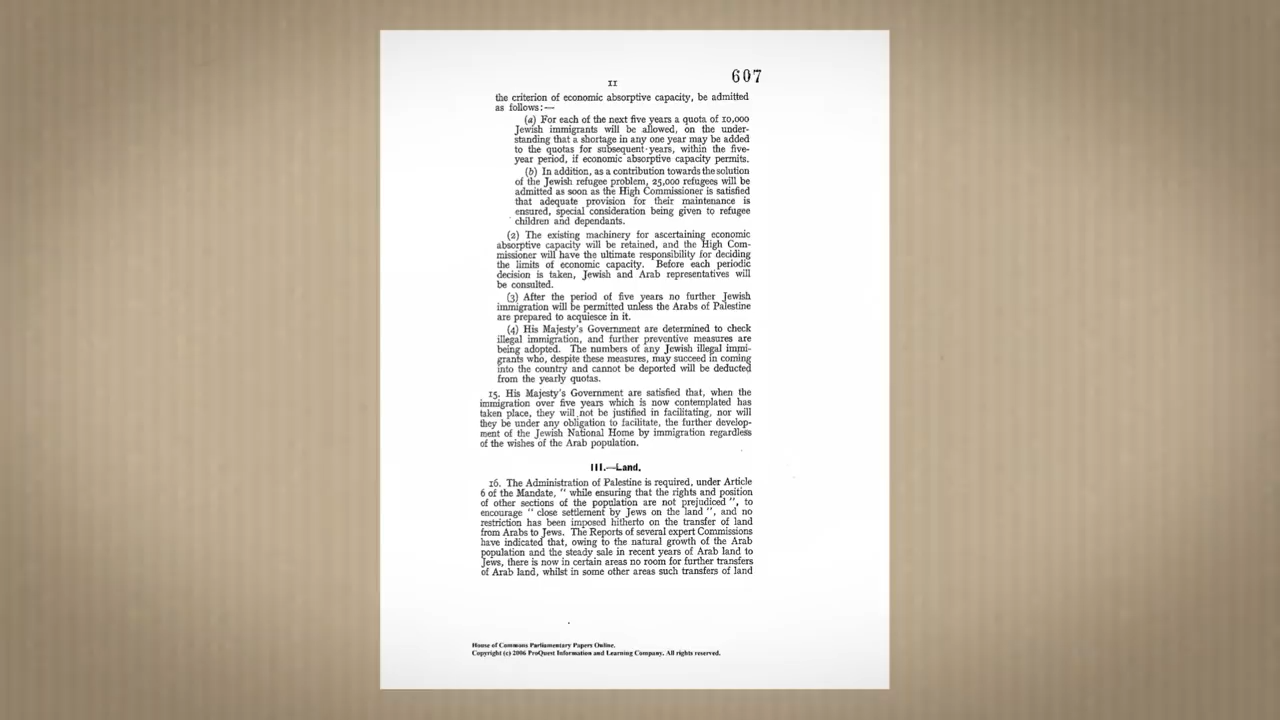 11
607
the criterion of economic absorptive capacity, be admitted
as follows:—
(a) For each of the next five years a quota of 10,000
Jewish immigrants will be allowed, on the under-
standing that a shortage in any one year may be added
to the quotas for subsequent years, within the five-
year period, if economic absorptive capacity permits.
(b) In addition, as a contribution towards the solution
of the Jewish refugee problem, 25,000 refugees will be
admitted as soon as the High Commissioner is satisfied
that adequate provision for their maintenance is
ensured, special consideration being given to refugee
children and dependants.
(2) The existing machinery for ascertaining economic
absorptive capacity will be retained, and the High Com-
missioner will have the ultimate responsibility for deciding
the limits of economic capacity. Before each periodic
decision is taken, Jewish and Arab representatives will
be consulted.
(3) After the period of five years no further Jewish
immigration will be permitted unless the Arabs of Palestine
are prepared to acquiesce in it.
(4) His Majesty's Government are determined to check
illegal immigration, and further preventive measures are
being adopted. The numbers of any Jewish illegal immi-
grants who, despite these measures, may succeed in coming
into the country and cannot be deported will be deducted
from the yearly quotas.
15. His Majesty's Government are satisfied that, when the
immigration over five years which is now contemplated has
taken place, they will not be justified in facilitating, nor will
they be under any obligation to facilitate, the further develop-
ment of the Jewish National Home by immigration regardless
of the wishes of the Arab population.
III.—Land.
16. The Administration of Palestine is required, under Article
6 of the Mandate, "while ensuring that the rights and position
of other sections of the population are not prejudiced", to
encourage "close settlement by Jews on the land", and no
restriction has been imposed hitherto on the transfer of land
from Arabs to Jews. The Reports of several expert Commissions
have indicated that, owing to the natural growth of the Arab
population and the steady sale in recent years of Arab land to
Jews, there is now in certain areas no room for further transfers
of Arab land, whilst in some other areas such transfers of land
House of Commons Parliamentary Papers Online.
Copyright (c) 2006 ProQuest Information and Learning Company. All rights reserved.